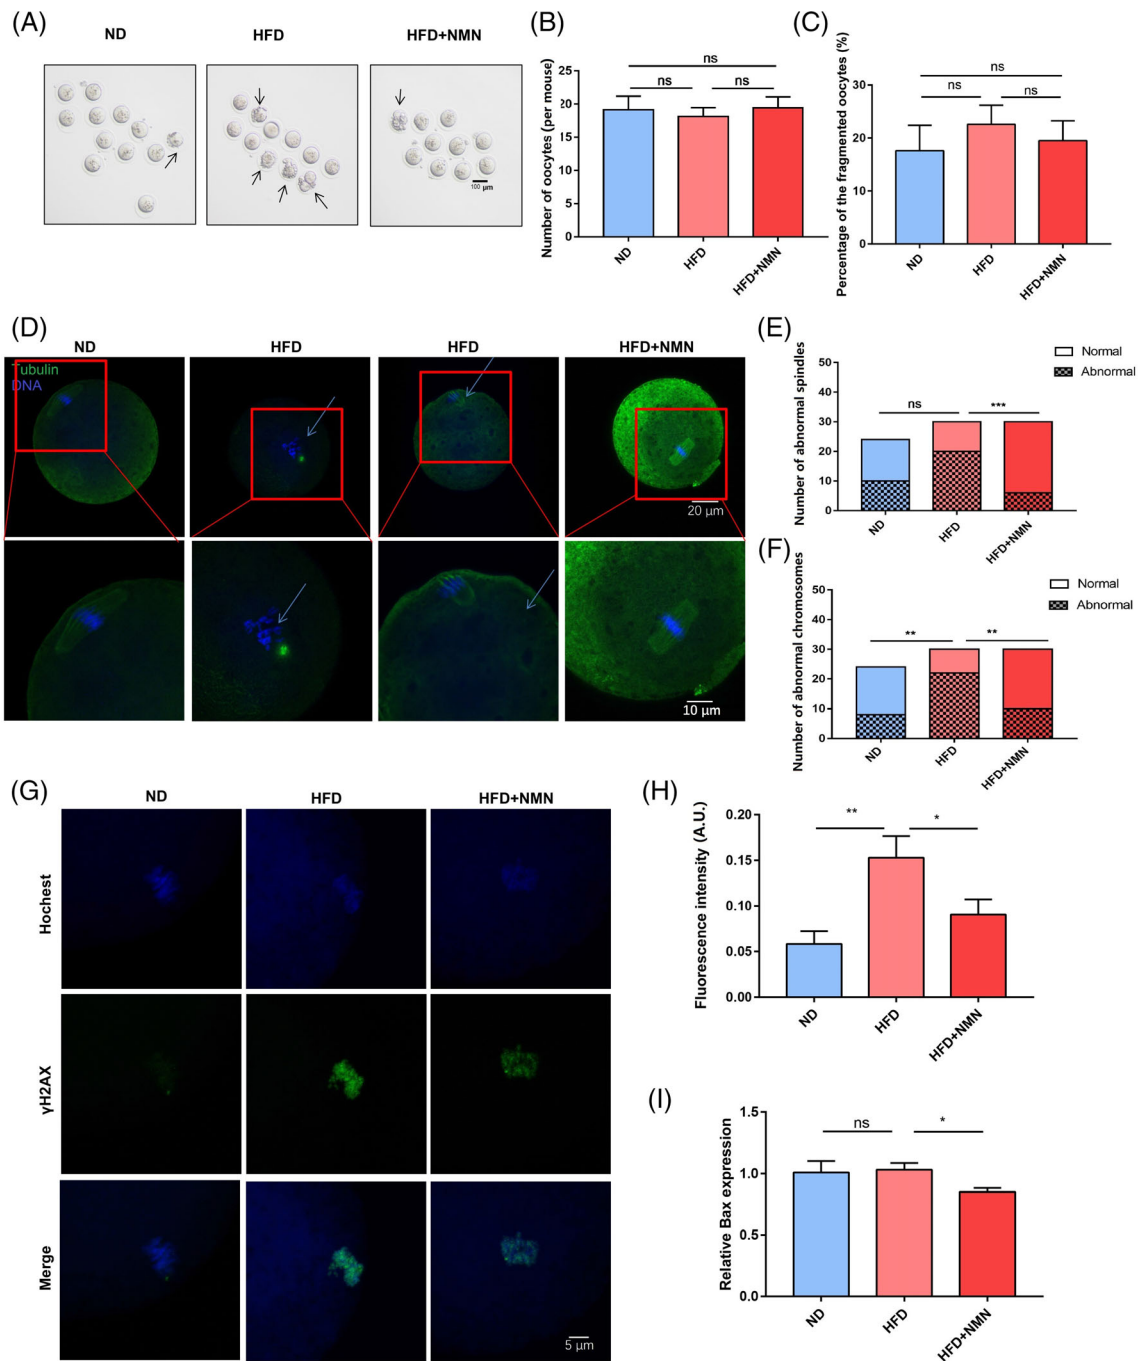 (A)
ND
HFD
HFD+NMN
100 μm
(B)
Number of oocytes (per mouse)
25
20
15
10
5
0
ns
ns
ns
ND
HFD
HFD+NMN
(C)
Percentage of the fragmented oocytes (%)
60
40
20
0
ns
ns
ns
ND
HFD
HFD+NMN
(D)
ND
HFD
HFD
HFD+NMN
Tubulin
DNA
20 μm
10 μm
(E)
Normal
Abnormal
Number of abnormal spindles
50
40
30
20
10
0
ns
***
ND
HFD
HFD+NMN
(F)
Normal
Abnormal
Number of abnormal chromosomes
50
40
30
20
10
0
**
**
ND
HFD
HFD+NMN
(G)
ND
HFD
HFD+NMN
Hochest
γH2AX
Merge
5 μm
(H)
Fluorescence intensity (A.U.)
0.20
0.15
0.10
0.05
0.00
**
*
ND
HFD
HFD+NMN
(I)
Relative Bax expression
1.5
1.0
0.5
0.0
ns
*
ND
HFD
HFD+NMN